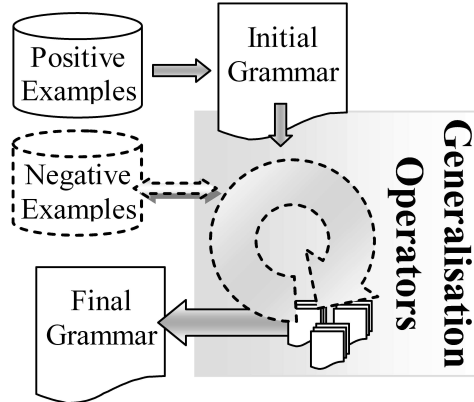 Positive
Examples
Initial
Grammar
Negative
Examples
Generalisation
Operators
Final
Grammar